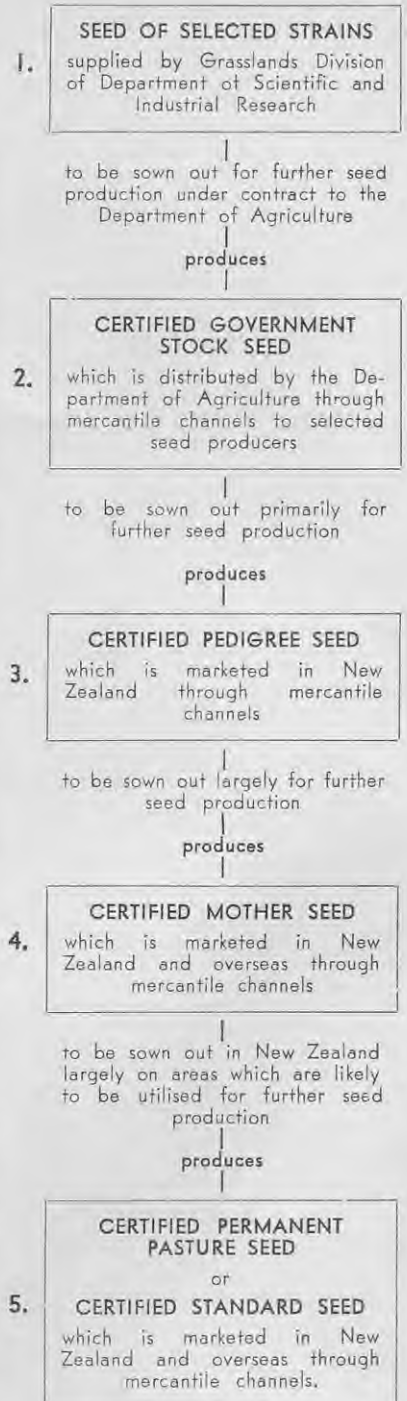 SEED OF SELECTED STRAINS
1. supplied by Grasslands Division
of Department of Scientific and
Industrial Research
to be sown out for further seed
production under contract to the
Department of Agriculture
produces
CERTIFIED GOVERNMENT
STOCK SEED
2. which is distributed by the De-
partment of Agriculture through
mercantile channels to selected
seed producers
to be sown out primarily for
further seed production
produces
CERTIFIED PEDIGREE SEED
3. which is marketed in New
Zealand through mercantile
channels
to be sown out largely for further
seed production
produces
CERTIFIED MOTHER SEED
4. which is marketed in New
Zealand and overseas through
mercantile channels
to be sown out in New Zealand
largely on areas which are likely
to be utilised for further seed
production
produces
CERTIFIED PERMANENT
PASTURE SEED
or
5. CERTIFIED STANDARD SEED
which is marketed in New
Zealand and overseas through
mercantile channels.